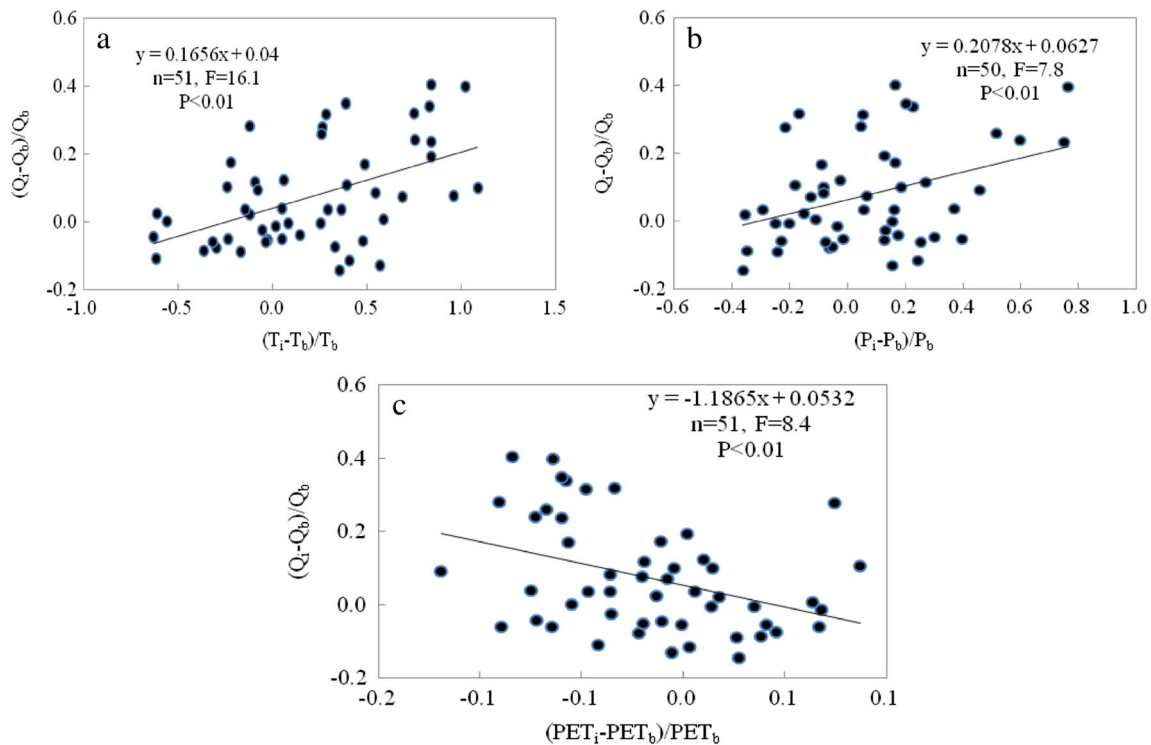 a
y = 0.1656x + 0.04
n=51, F=16.1
P<0.01
0.6
0.4
0.2
0.0
-0.2
-1.0 -0.5 0.0 0.5 1.0 1.5
((Qi-Qb)/Qb
(Ti-Tb)/Tb
b
y = 0.2078x + 0.0627
n=50, F=7.8
P<0.01
0.6
0.4
0.2
0.0
-0.2
-0.6 -0.4 -0.2 0.0 0.2 0.4 0.6 0.8 1.0
Qi-Qb)/Qb
(Pi-Pb)/Pb
c
y = -1.1865x + 0.0532
n=51, F=8.4
P<0.01
0.6
0.4
0.2
0.0
-0.2
-0.2 -0.1 -0.1 0.0 0.1 0.1
(Qi-Qb)/Qb
(PETi-PETb)/PETb